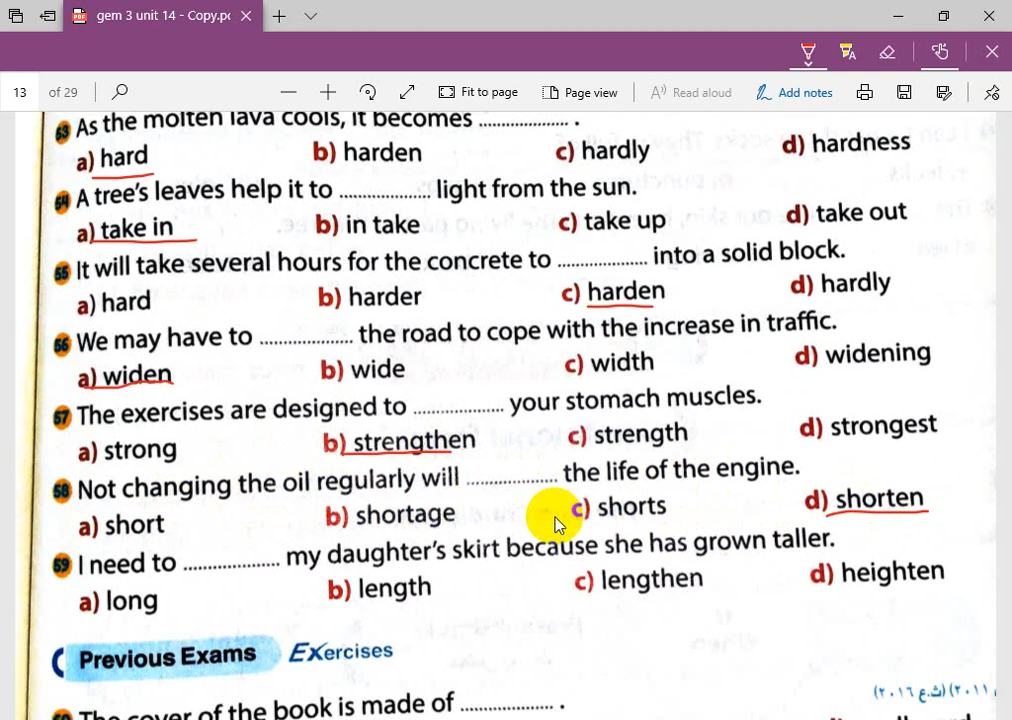 gem 3 unit 14 - Copy.pc
13 of 29 Fit to page Page view Read aloud Add notes
63 As the molten lava cools, it becomes .................... .
a) hard b) harden c) hardly d) hardness
64 A tree's leaves help it to .................... light from the sun.
a) take in b) in take c) take up d) take out
65 It will take several hours for the concrete to .................... into a solid block.
a) hard b) harder c) harden d) hardly
66 We may have to .................... the road to cope with the increase in traffic.
a) widen b) wide c) width d) widening
67 The exercises are designed to .................... your stomach muscles.
a) strong b) strengthen c) strength d) strongest
68 Not changing the oil regularly will .................... the life of the engine.
a) short b) shortage c) shorts d) shorten
69 I need to .................... my daughter's skirt because she has grown taller.
a) long b) length c) lengthen d) heighten
Previous Exams Exercises
The cover of the book is made of .................... .